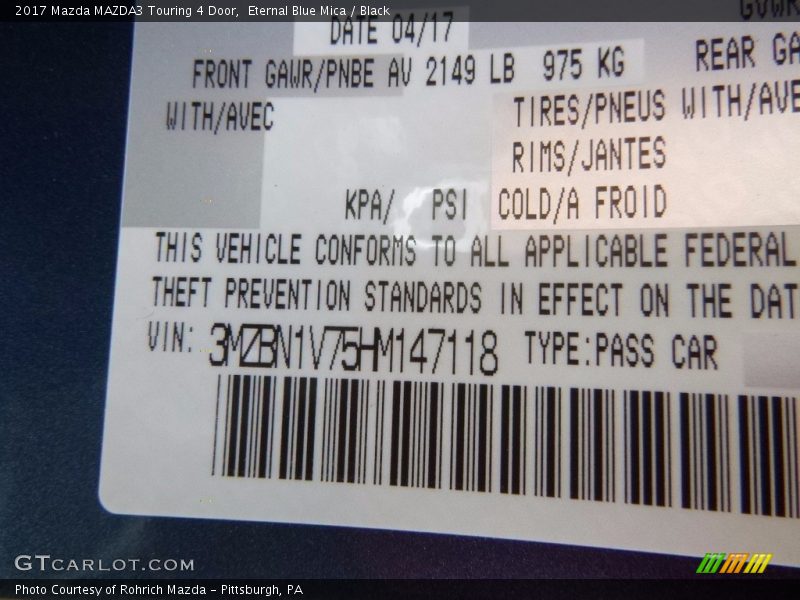 2017 Mazda MAZDA3 Touring 4 Door,  Eternal Blue Mica / Black
DATE 04/17
FRONT GAWR/PNBE AV 2149 LB 975 KG REAR GA
WITH/AVEC TIRES/PNEUS WITH/AVE
RIMS/JANTES
KPA/ PSI COLD/A FROID
THIS VEHICLE CONFORMS TO ALL APPLICABLE FEDERAL
THEFT PREVENTION STANDARDS IN EFFECT ON THE DAT
VIN: 3MZBN1V75HM147118 TYPE:PASS CAR
GTCARLOT.COM
Photo Courtesy of Rohrich Mazda - Pittsburgh, PA